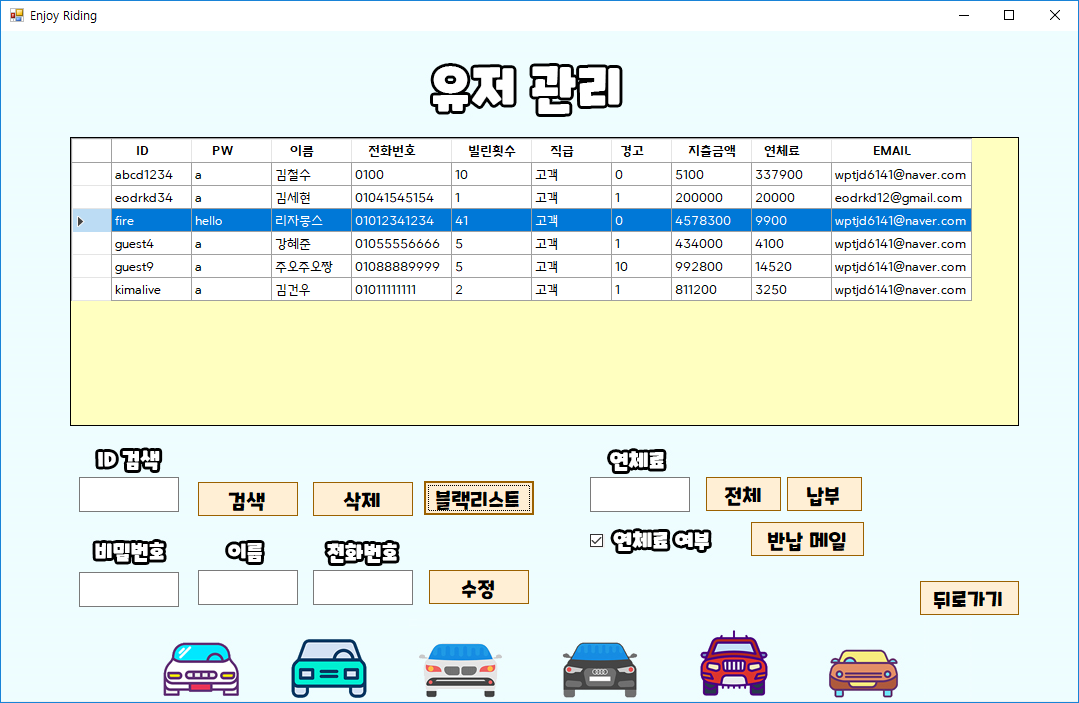 Enjoy Riding
유저 관리
ID PW 이름 전화번호 빌린횟수 직급 경고 지출금액 연체료 EMAIL
abcd1234 a 김철수 0100 10 고객 0 5100 337900 wptjd6141@naver.com
eodrkd34 a 김세현 01041545154 1 고객 1 200000 20000 eodrkd12@gmail.com
fire hello 리자몽스 01012341234 41 고객 0 4578300 9900 wptjd6141@naver.com
guest4 a 강혜준 01055556666 5 고객 1 434000 4100 wptjd6141@naver.com
guest9 a 주오주오짱 01088889999 5 고객 10 992800 14520 wptjd6141@naver.com
kimalive a 김건우 01011111111 2 고객 1 811200 3250 wptjd6141@naver.com
ID 검색 연체료
검색 삭제 블랙리스트 전체 납부
연체료 여부 반납 메일
비밀번호 이름 전화번호
수정 뒤로가기